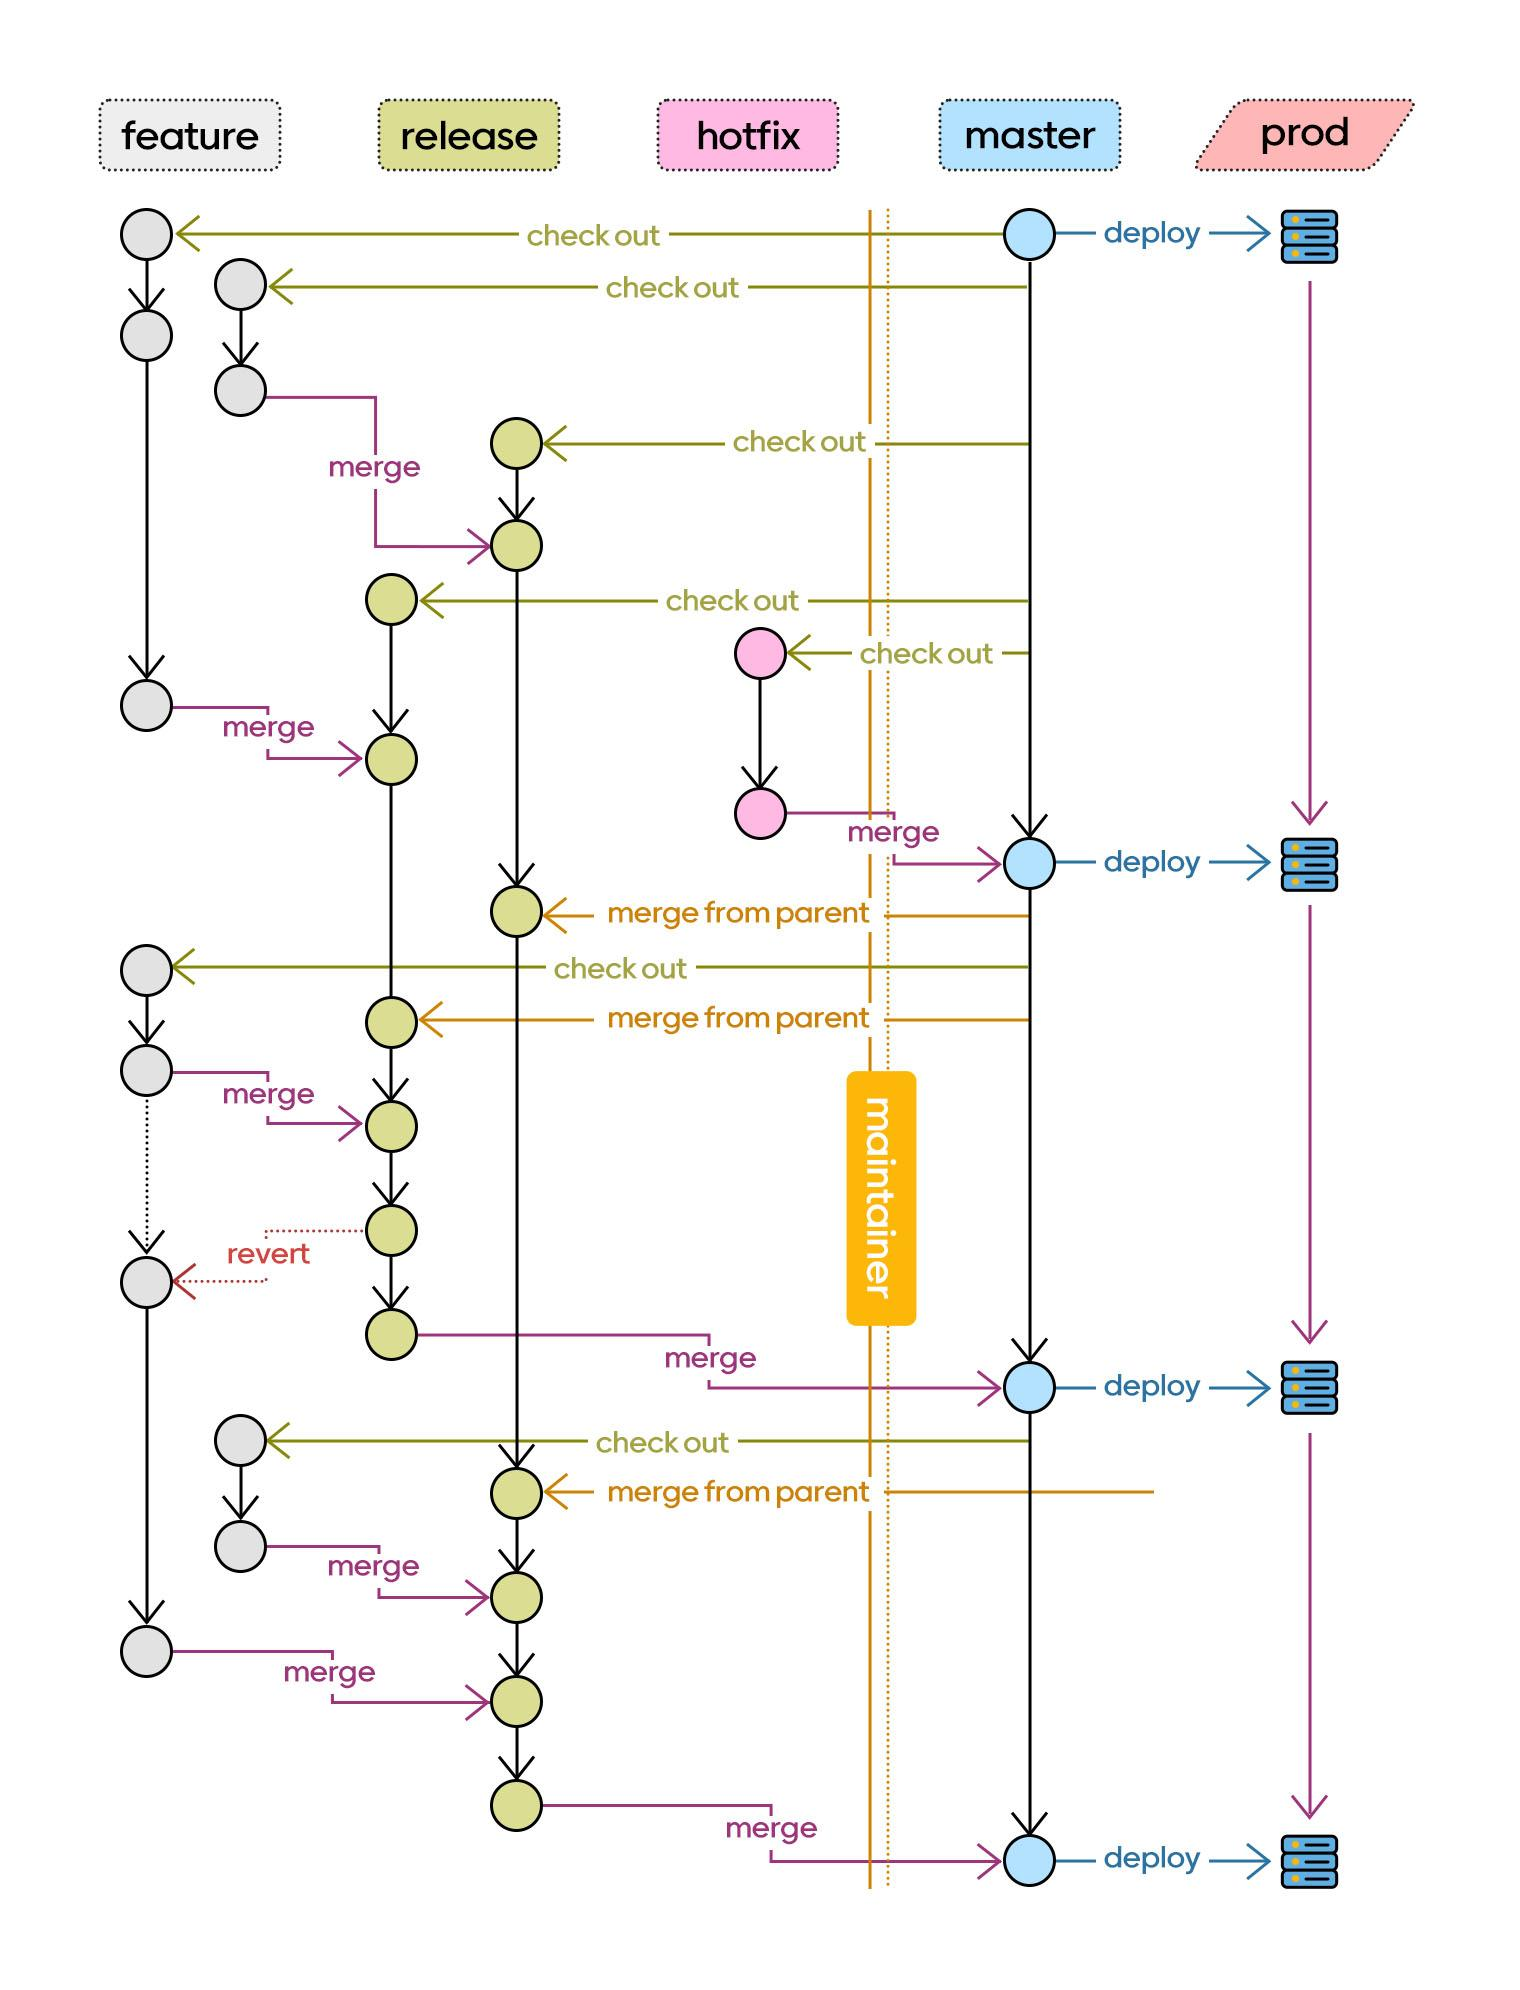 feature
release
hotfix
master
prod
check out
deploy
check out
check out
merge
check out
check out
merge
merge
deploy
merge from parent
check out
merge from parent
merge
maintainer
revert
merge
deploy
check out
merge from parent
merge
merge
merge
deploy